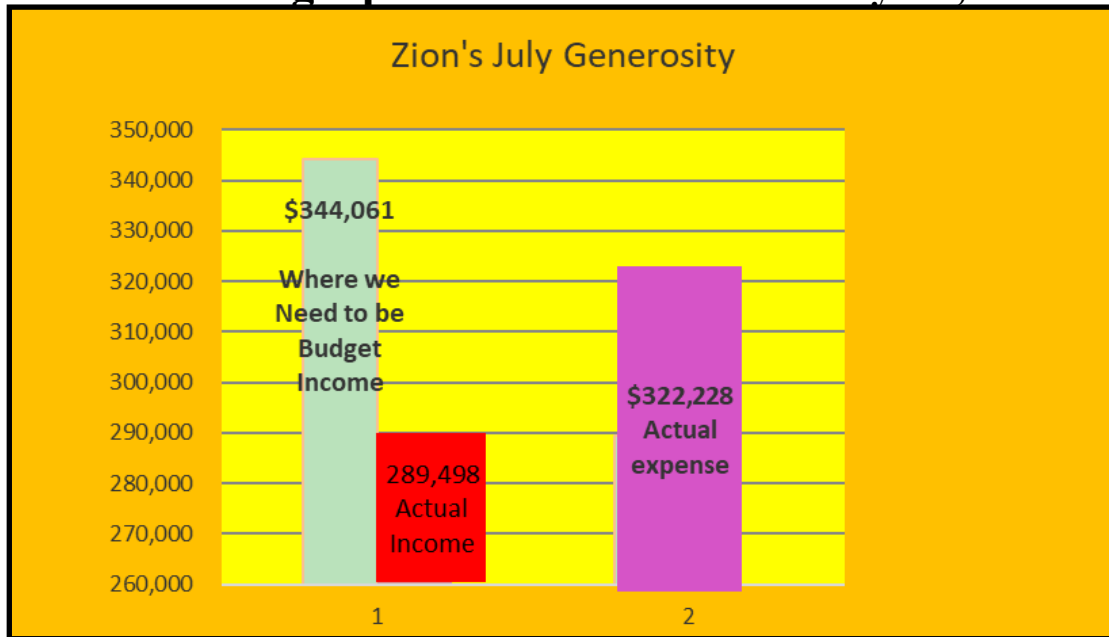 Zion's July Generosity
350,000
340,000
330,000
320,000
310,000
300,000
290,000
280,000
270,000
260,000
$344,061
Where we
Need to be
Budget
Income
289,498
Actual
Income
$322,228
Actual
expense
1
2